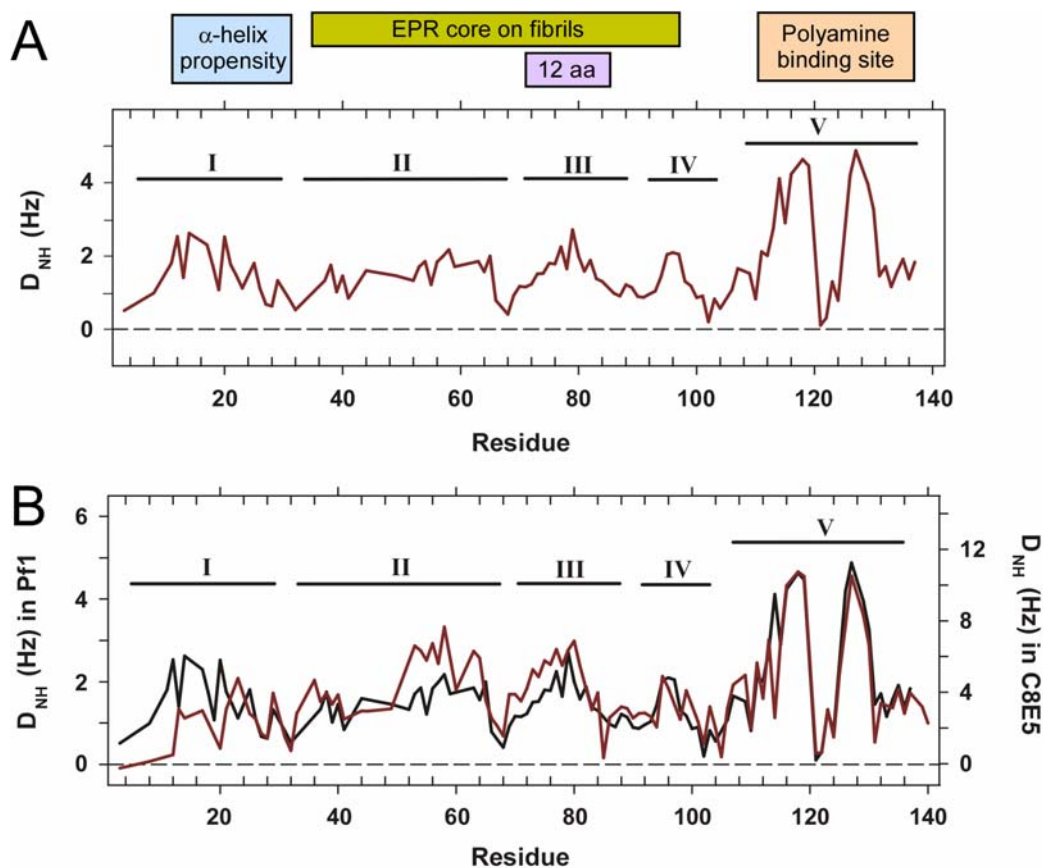 A
α-helix
propensity
EPR core on fibrils
12 aa
Polyamine
binding site
I
II
III
IV
V
D_NH (Hz)
4
2
0
20
40
60
80
100
120
140
Residue
B
I
II
III
IV
V
D_NH (Hz) in Pf1
6
4
2
0
12
8
4
0
D_NH (Hz) in C8E5
20
40
60
80
100
120
140
Residue